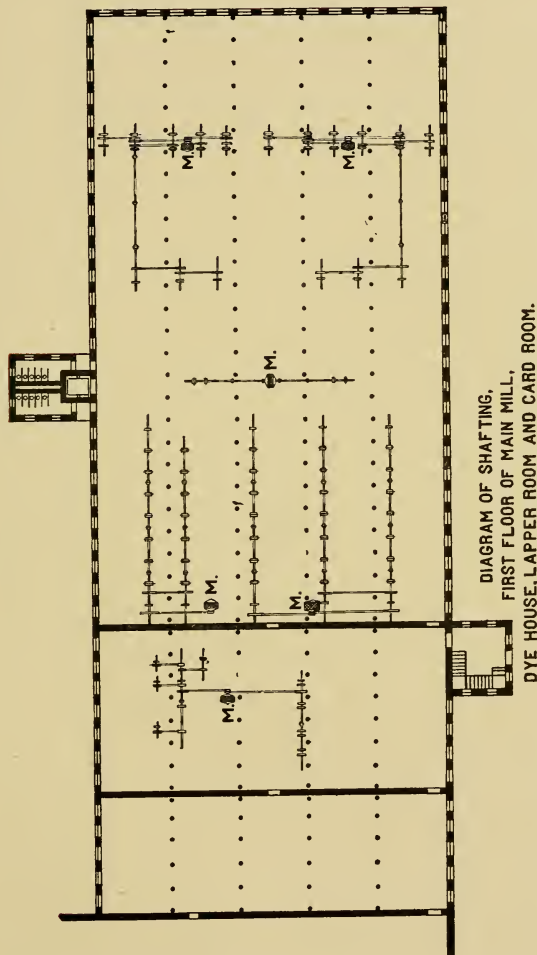 M.
M.
M.
M.
M.
M.
DIAGRAM OF SHAFTING,
FIRST FLOOR OF MAIN MILL,
DYE HOUSE, LAPPER ROOM AND CARD ROOM.